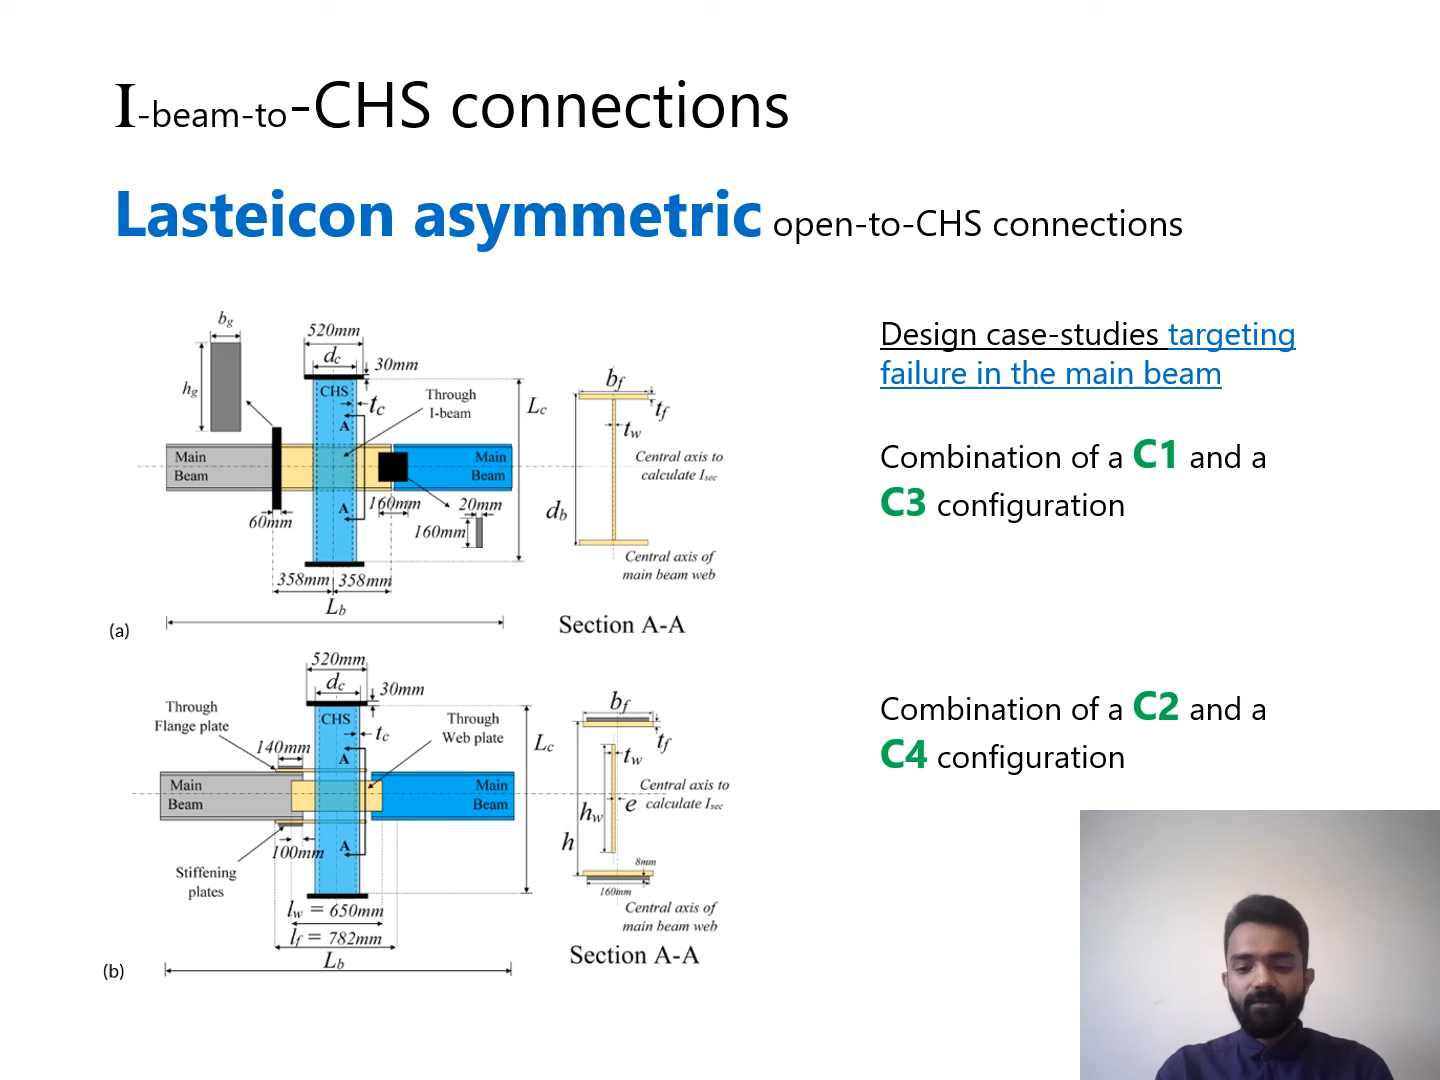 I-beam-to-CHS connections
Lasteicon asymmetric open-to-CHS connections
Design case-studies targeting
failure in the main beam
Combination of a C1 and a
C3 configuration
bg
520mm
dc
30mm
hg
CHS
tc
Through
I-beam
Lc
A
Main
Beam
Main
Beam
A
160mm
20mm
60mm
160mm
358mm
358mm
Lb
bf
tf
tw
Central axis to
calculate Isec
db
Central axis of
main beam web
Section A-A
(a)
Combination of a C2 and a
C4 configuration
520mm
dc
30mm
Through
Flange plate
CHS
tc
Through
Web plate
Lc
140mm
A
Main
Beam
Main
Beam
100mm
A
Stiffening
plates
lw = 650mm
lf = 782mm
Lb
bf
tf
tw
Central axis to
calculate Isec
e
hw
h
8mm
160mm
Central axis of
main beam web
Section A-A
(b)